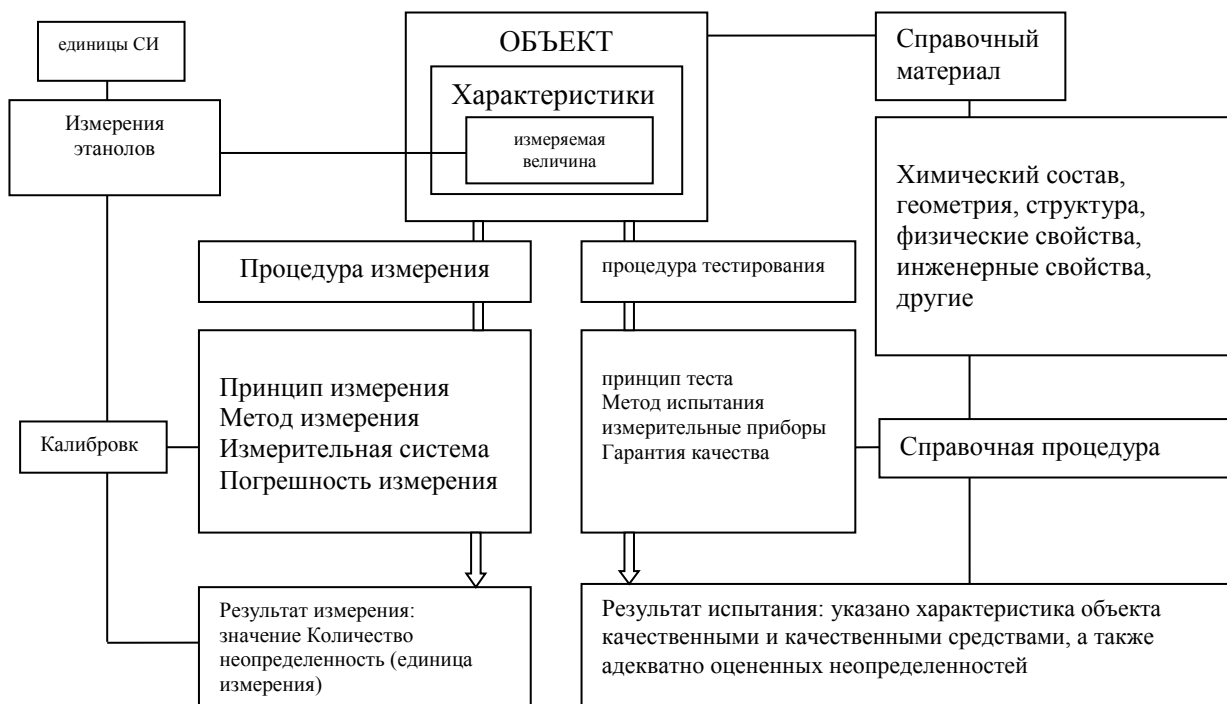 единицы СИ
Измерения
этанолов
ОБЪЕКТ
Характеристики
измеряемая
величина
Справочный
материал
Химический состав,
геометрия, структура,
физические свойства,
инженерные свойства,
другие
Процедура измерения
процедура тестирования
Принцип измерения
Метод измерения
Измерительная система
Погрешность измерения
принцип теста
Метод испытания
измерительные приборы
Гарантия качества
Калибровк
Справочная процедура
Результат измерения:
значение Количество
неопределенность (единица
измерения)
Результат испытания: указано характеристика объекта
качественными и качественными средствами, а также
адекватно оцененных неопределенностей